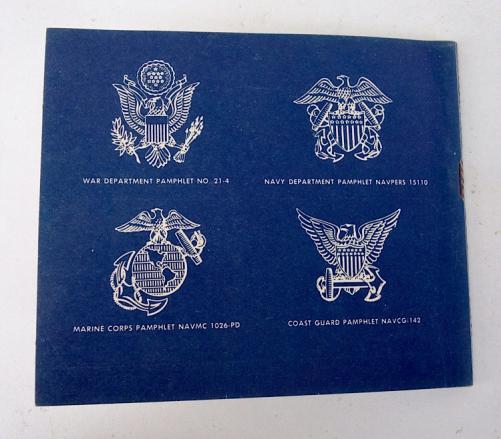 WAR DEPARTMENT PAMPHLET NO. 21-4
NAVY DEPARTMENT PAMPHLET NAVPERS 15110
MARINE CORPS PAMPHLET NAVMC 1026-PD
COAST GUARD PAMPHLET NAVCG-142